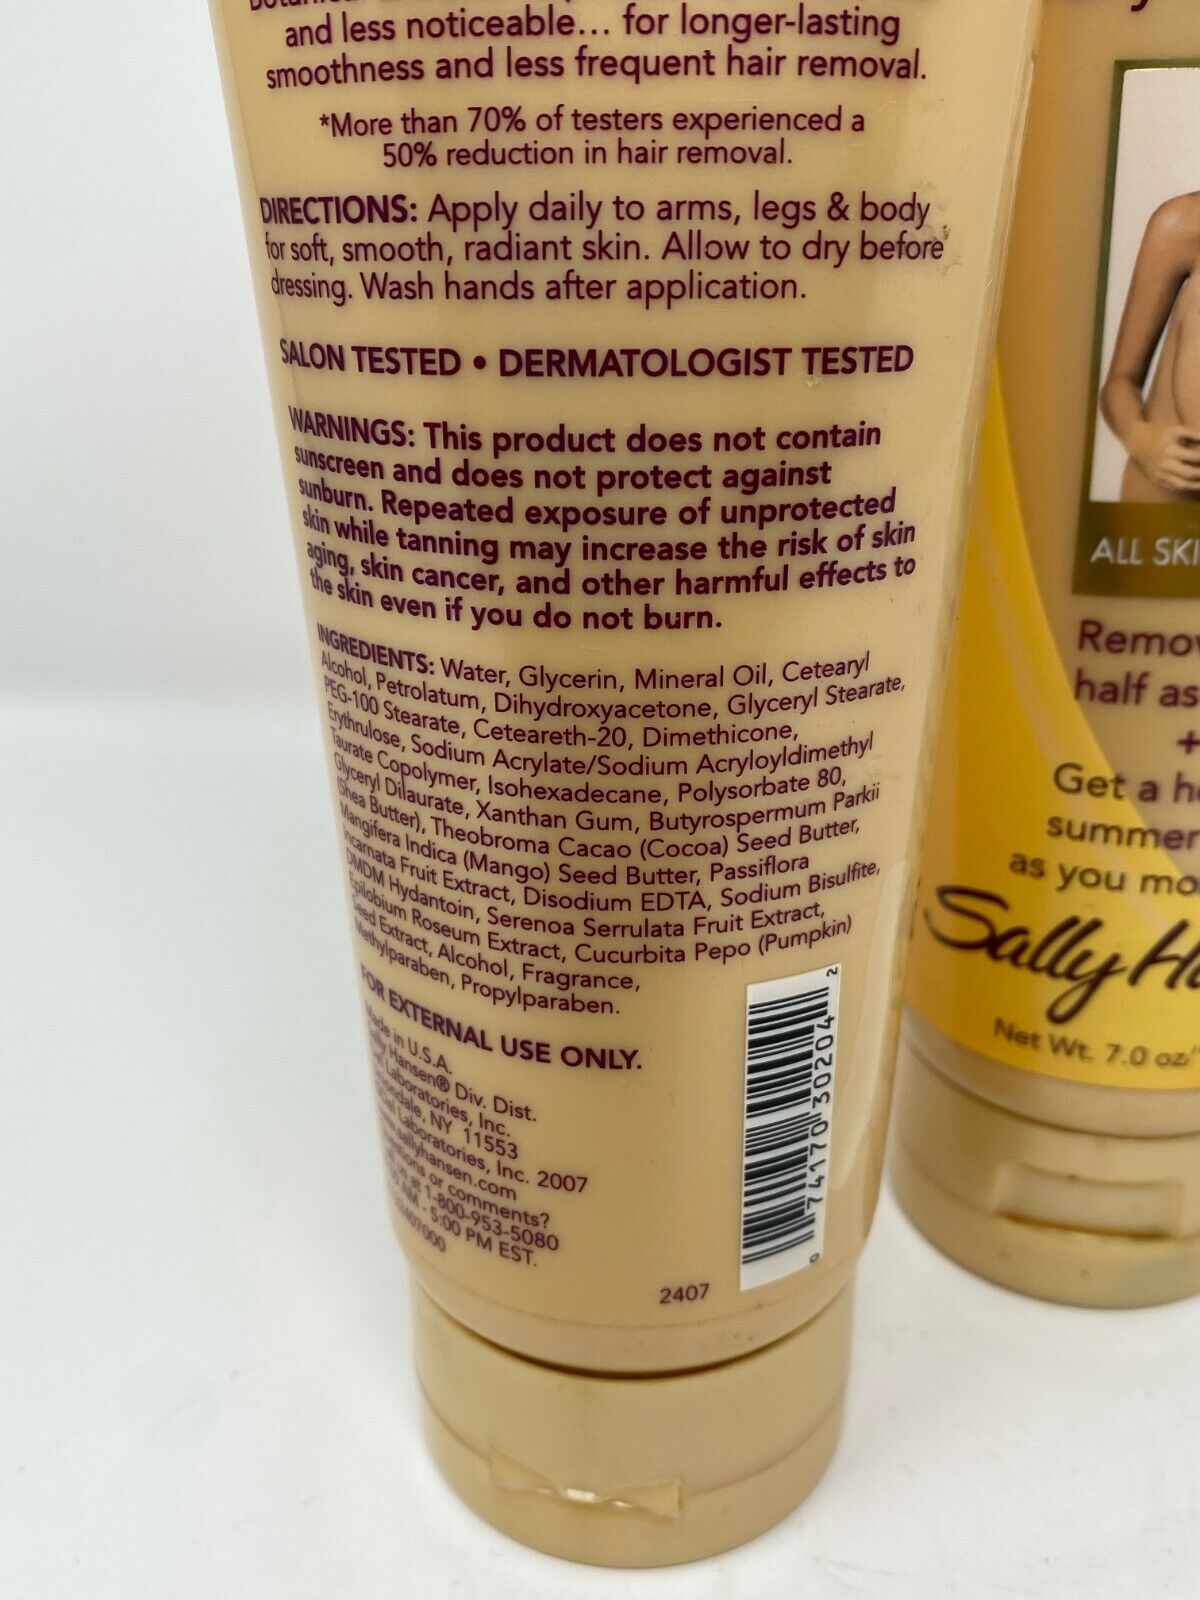 and less noticeable... for longer-lasting
smoothness and less frequent hair removal.
*More than 70% of testers experienced a
50% reduction in hair removal.
DIRECTIONS: Apply daily to arms, legs & body
for soft, smooth, radiant skin. Allow to dry before
dressing. Wash hands after application.
SALON TESTED • DERMATOLOGIST TESTED
WARNINGS: This product does not contain
sunscreen and does not protect against
sunburn. Repeated exposure of unprotected
skin while tanning may increase the risk of skin
aging, skin cancer, and other harmful effects to
the skin even if you do not burn.
INGREDIENTS: Water, Glycerin, Mineral Oil, Cetearyl
Alcohol, Petrolatum, Dihydroxyacetone, Glyceryl Stearate,
PEG-100 Stearate, Ceteareth-20, Dimethicone,
Erythrulose, Sodium Acrylate/Sodium Acryloyldimethyl
Taurate Copolymer, Isohexadecane, Polysorbate 80,
Glyceryl Dilaurate, Xanthan Gum, Butyrospermum Parkii
(Shea Butter), Theobroma Cacao (Cocoa) Seed Butter,
Mangifera Indica (Mango) Seed Butter, Passiflora
Incarnata Fruit Extract, Disodium EDTA, Sodium Bisulfite,
DMDM Hydantoin, Serenoa Serrulata Fruit Extract,
Epilobium Roseum Extract, Cucurbita Pepo (Pumpkin)
Seed Extract, Alcohol, Fragrance,
Methylparaben, Propylparaben.
FOR EXTERNAL USE ONLY.
Made in U.S.A.
Sally Hansen® Div. Dist.
Laboratories, Inc.
NY 11553
Del Laboratories, Inc. 2007
www.sallyhansen.com
or comments?
at 1-800-953-5080
AM - 5:00 PM EST.
2407
0 74170 30204 2
ALL SKI
Remov
half as
+
Get a h
summer
as you mo
Sally H
Net Wt. 7.0 oz/